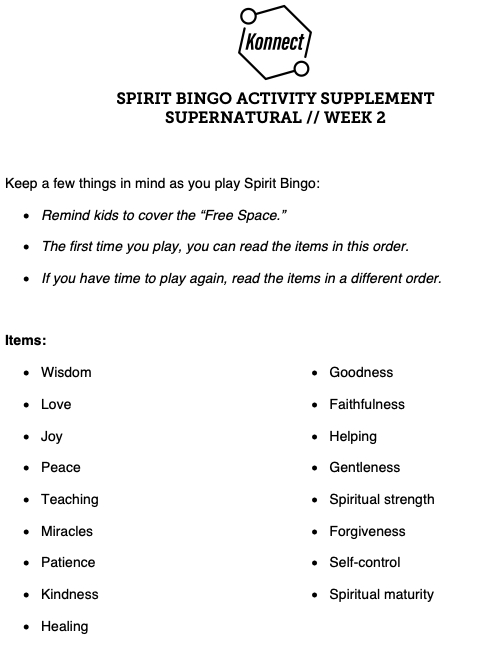 Konnect
SPIRIT BINGO ACTIVITY SUPPLEMENT
SUPERNATURAL // WEEK 2
Keep a few things in mind as you play Spirit Bingo:
• Remind kids to cover the “Free Space.”
• The first time you play, you can read the items in this order.
• If you have time to play again, read the items in a different order.
Items:
• Wisdom
• Love
• Joy
• Peace
• Teaching
• Miracles
• Patience
• Kindness
• Healing
• Goodness
• Faithfulness
• Helping
• Gentleness
• Spiritual strength
• Forgiveness
• Self-control
• Spiritual maturity